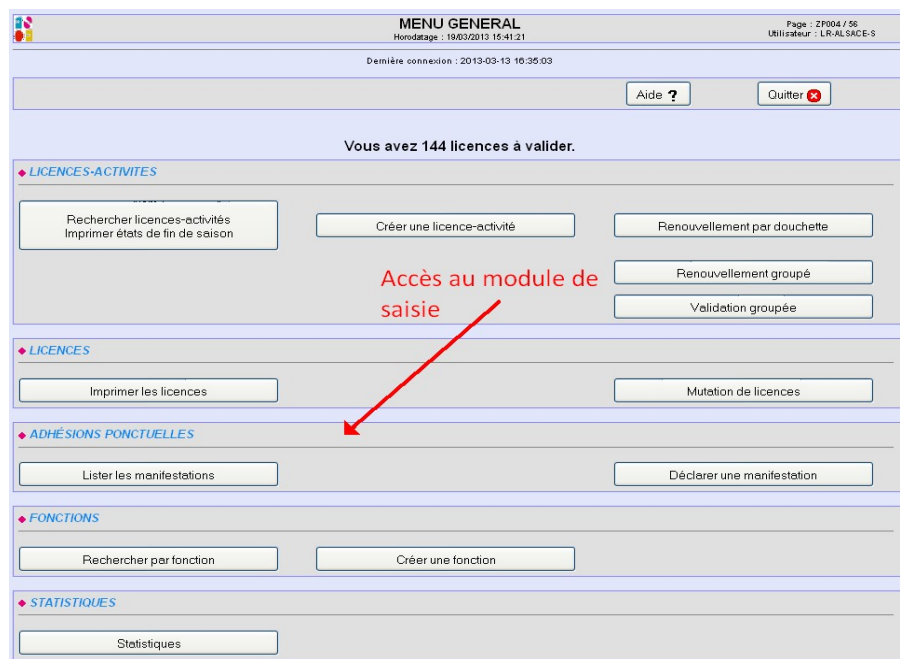 MENU GENERAL
Horodatage : 19/03/2013 15:41:21
Page : ZP004 / 56
Utilisateur : LR-ALSACE-S
Dernière connexion : 2013-03-13 16:35:03
Aide ?
Quitter
Vous avez 144 licences à valider.
LICENCES-ACTIVITES
Rechercher licences-activités
Imprimer états de fin de saison
Créer une licence-activité
Renouvellement par douchette
Renouvellement groupé
Validation groupée
Accès au module de
saisie
LICENCES
Imprimer les licences
Mutation de licences
ADHÉSIONS PONCTUELLES
Lister les manifestations
Déclarer une manifestation
FONCTIONS
Rechercher par fonction
Créer une fonction
STATISTIQUES
Statistiques